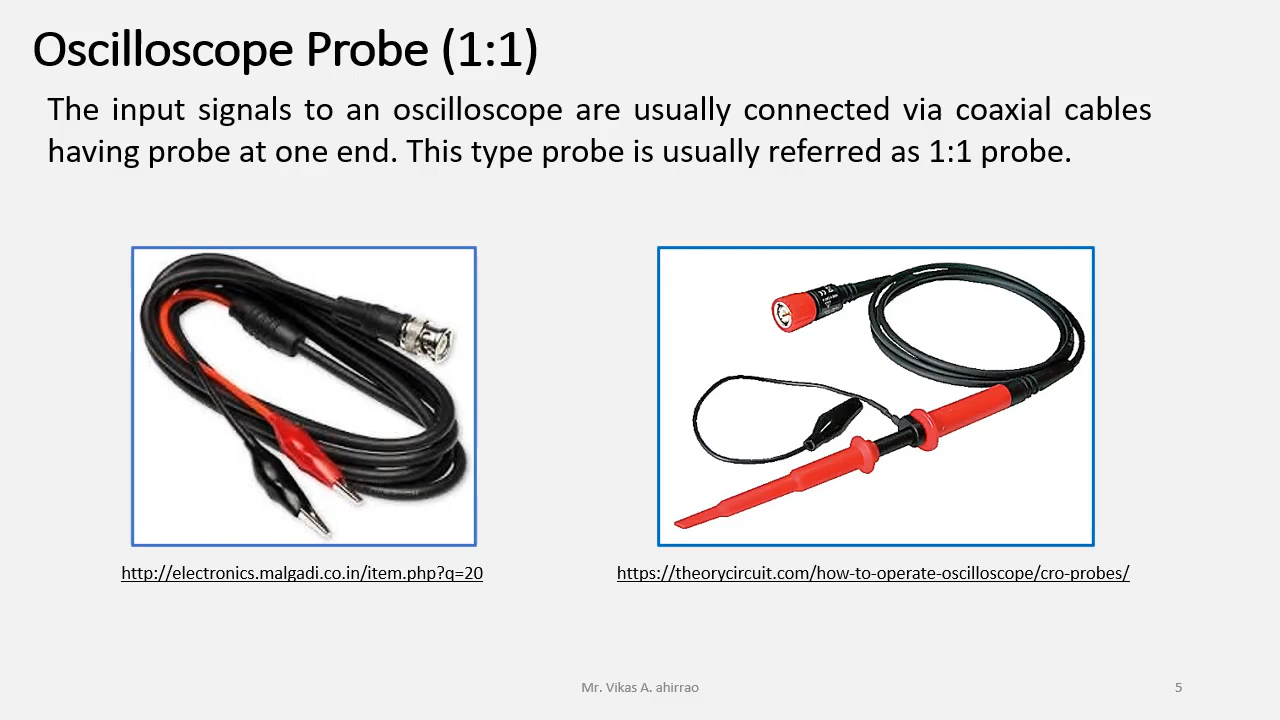 Oscilloscope Probe (1:1)
The input signals to an oscilloscope are usually connected via coaxial cables
having probe at one end. This type probe is usually referred as 1:1 probe.
http://electronics.malgadi.co.in/item.php?q=20
https://theorycircuit.com/how-to-operate-oscilloscope/cro-probes/
Mr. Vikas A. ahirrao
5